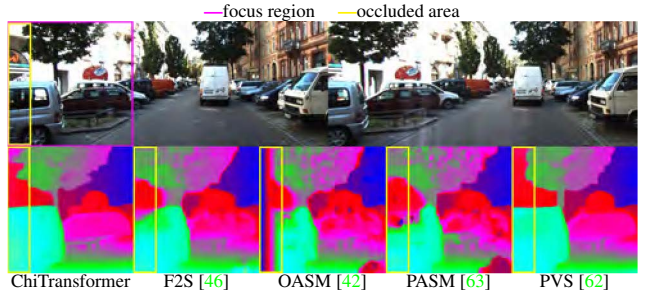 focus region occluded area
ChiTransformer F2S [46] OASM [42] PASM [63] PVS [62]